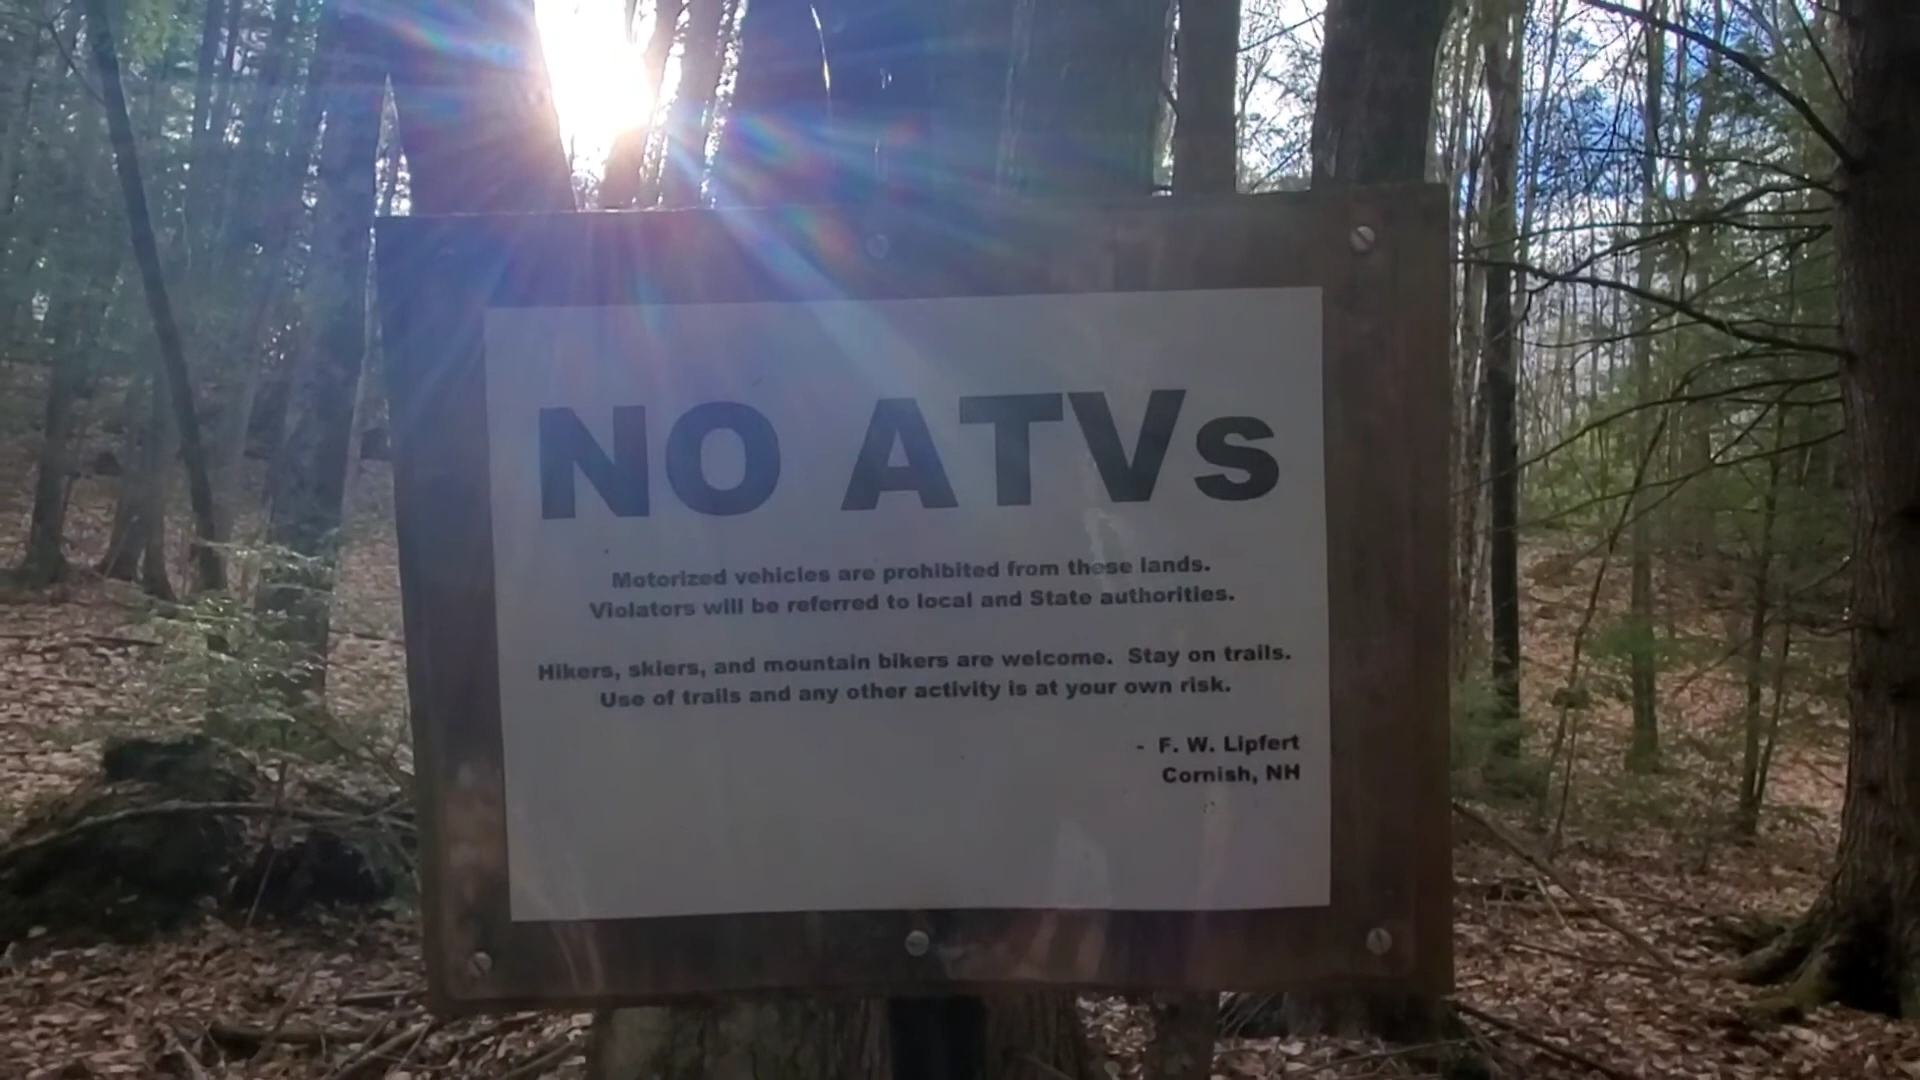 NO ATVs
Motorized vehicles are prohibited from these lands.
Violators will be referred to local and State authorities.
Hikers, skiers, and mountain bikers are welcome.  Stay on trails.
Use of trails and any other activity is at your own risk.
- F. W. Lipfert
Cornish, NH